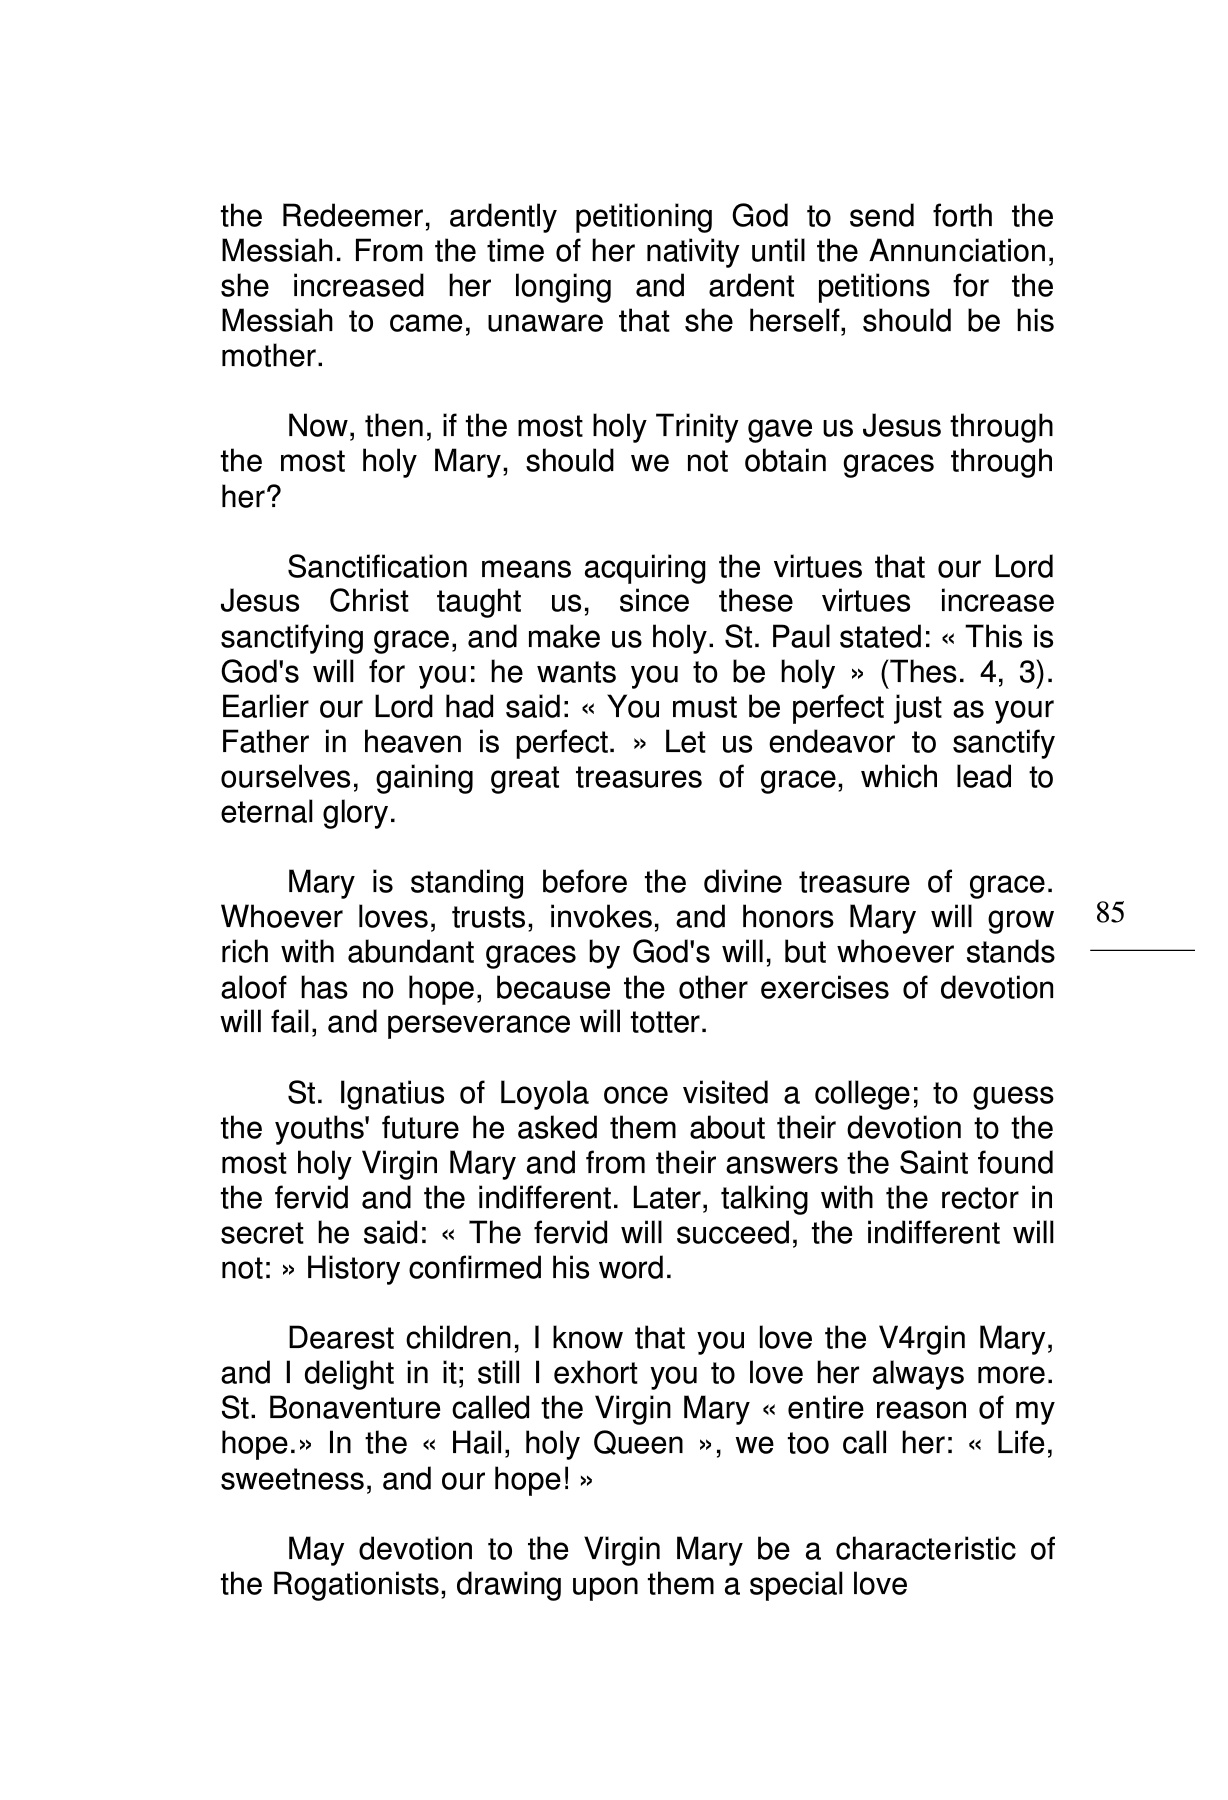 the Redeemer, ardently petitioning God to send forth the
Messiah. From the time of her nativity until the Annunciation,
she increased her longing and ardent petitions for the
Messiah to came, unaware that she herself, should be his
mother.
Now, then, if the most holy Trinity gave us Jesus through
the most holy Mary, should we not obtain graces through
her?
Sanctification means acquiring the virtues that our Lord
Jesus Christ taught us, since these virtues increase
sanctifying grace, and make us holy. St. Paul stated: « This is
God's will for you: he wants you to be holy » (Thes. 4, 3).
Earlier our Lord had said: « You must be perfect just as your
Father in heaven is perfect. » Let us endeavor to sanctify
ourselves, gaining great treasures of grace, which lead to
eternal glory.
Mary is standing before the divine treasure of grace.
Whoever loves, trusts, invokes, and honors Mary will grow
rich with abundant graces by God's will, but whoever stands
aloof has no hope, because the other exercises of devotion
will fail, and perseverance will totter.
85
St. Ignatius of Loyola once visited a college; to guess
the youths' future he asked them about their devotion to the
most holy Virgin Mary and from their answers the Saint found
the fervid and the indifferent. Later, talking with the rector in
secret he said: « The fervid will succeed, the indifferent will
not: » History confirmed his word.
Dearest children, I know that you love the V4rgin Mary,
and I delight in it; still I exhort you to love her always more.
St. Bonaventure called the Virgin Mary « entire reason of my
hope.» In the « Hail, holy Queen », we too call her: « Life,
sweetness, and our hope! »
May devotion to the Virgin Mary be a characteristic of
the Rogationists, drawing upon them a special love